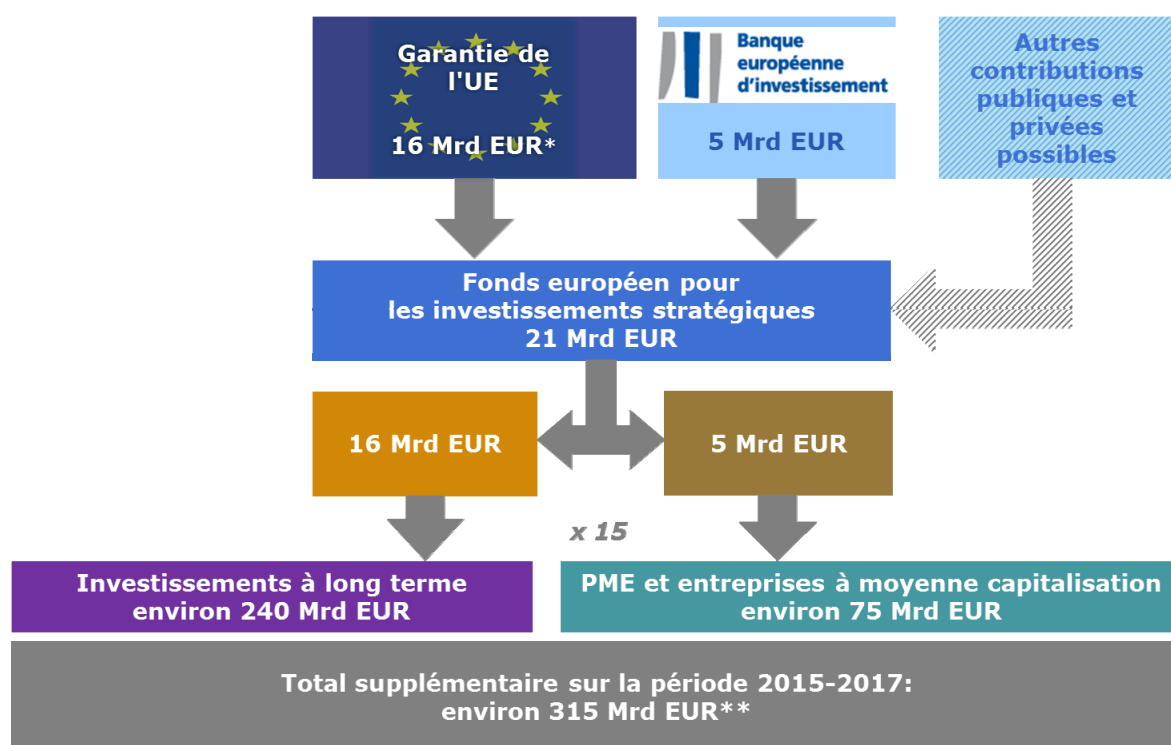 Garantie de
l'UE
16 Mrd EUR*
Banque
européenne
d'investissement
5 Mrd EUR
Autres
contributions
publiques et
privées
possibles
Fonds européen pour
les investissements stratégiques
21 Mrd EUR
16 Mrd EUR
5 Mrd EUR
x 15
Investissements à long terme
environ 240 Mrd EUR
PME et entreprises à moyenne capitalisation
environ 75 Mrd EUR
Total supplémentaire sur la période 2015-2017:
environ 315 Mrd EUR**